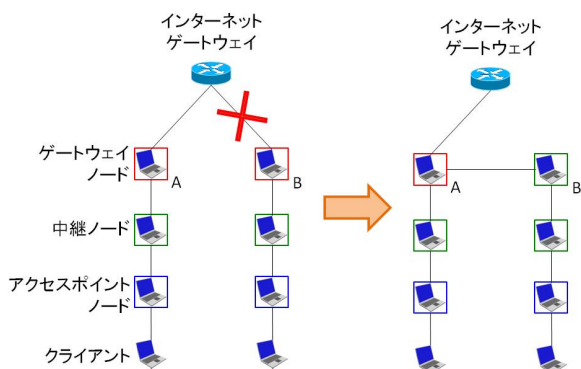 インターネット
ゲートウェイ
インターネット
ゲートウェイ
ゲートウェイ
ノード
A
B
A
B
中継ノード
アクセスポイント
ノード
クライアント